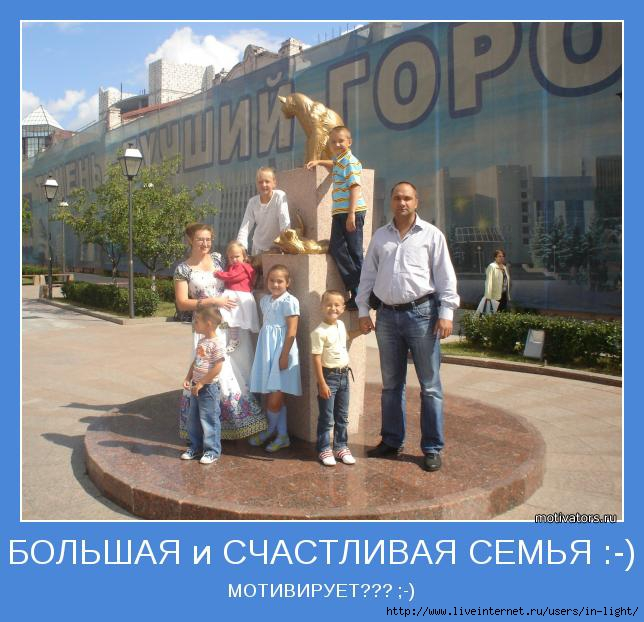 ЛУЧШИЙ ГОРО
motivators.ru
БОЛЬШАЯ и СЧАСТЛИВАЯ СЕМЬЯ :-)
МОТИВИРУЕТ??? ;-)
http://www.liveinternet.ru/users/in-light/